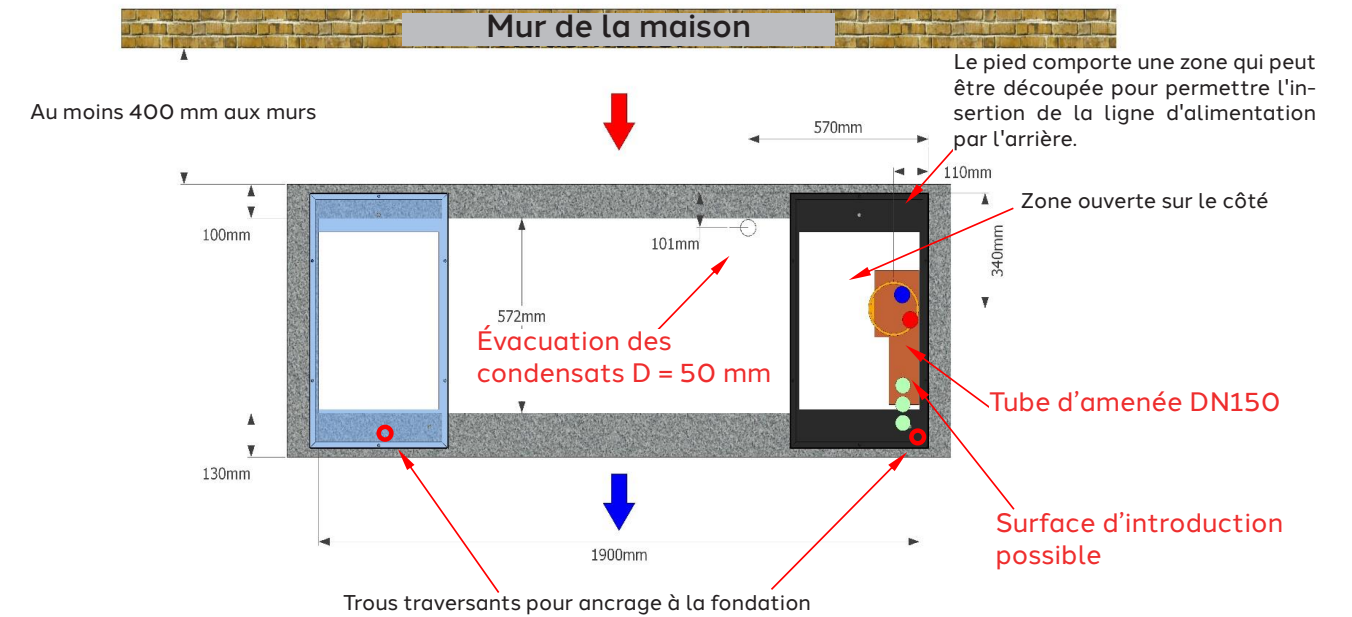 Mur de la maison
Le pied comporte une zone qui peut
être découpée pour permettre l'in-
sertion de la ligne d'alimentation
par l'arrière.
Au moins 400 mm aux murs
570mm
110mm
Zone ouverte sur le côté
100mm
101mm
340mm
572mm
Évacuation des
condensats D = 50 mm
Tube d’amenée DN150
130mm
Surface d’introduction
possible
1900mm
Trous traversants pour ancrage à la fondation